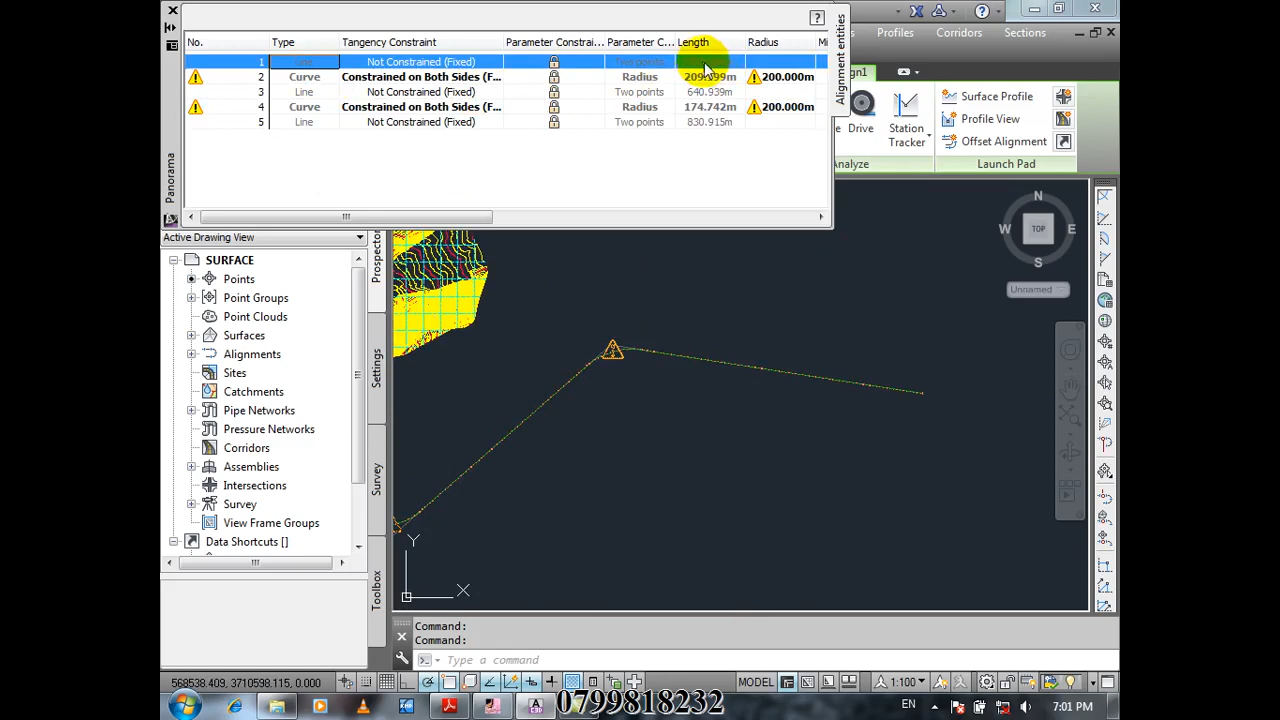 Profiles
Corridors
Sections
No.
Type
Tangency Constraint
Parameter Constrai...
Parameter C...
Length
Radius
Mi
1
Line
Not Constrained (Fixed)
Two points
2
Curve
Constrained on Both Sides (F...
Radius
209.999m
200.000m
3
Line
Not Constrained (Fixed)
Two points
640.939m
4
Curve
Constrained on Both Sides (F...
Radius
174.742m
200.000m
5
Line
Not Constrained (Fixed)
Two points
830.915m
Alignment entities
Panorama
Surface Profile
Profile View
Offset Alignment
Drive
Station
Tracker
Launch Pad
Active Drawing View
SURFACE
Points
Point Groups
Point Clouds
Surfaces
Alignments
Sites
Catchments
Pipe Networks
Pressure Networks
Corridors
Assemblies
Intersections
Survey
View Frame Groups
Data Shortcuts []
Prospector
Settings
Survey
Toolbox
N
W
TOP
E
S
Unnamed
Y
X
Command:
Command:
Type a command
568538.409, 3710598.115, 0.000
MODEL
1:100
0799818232
EN
7:01 PM